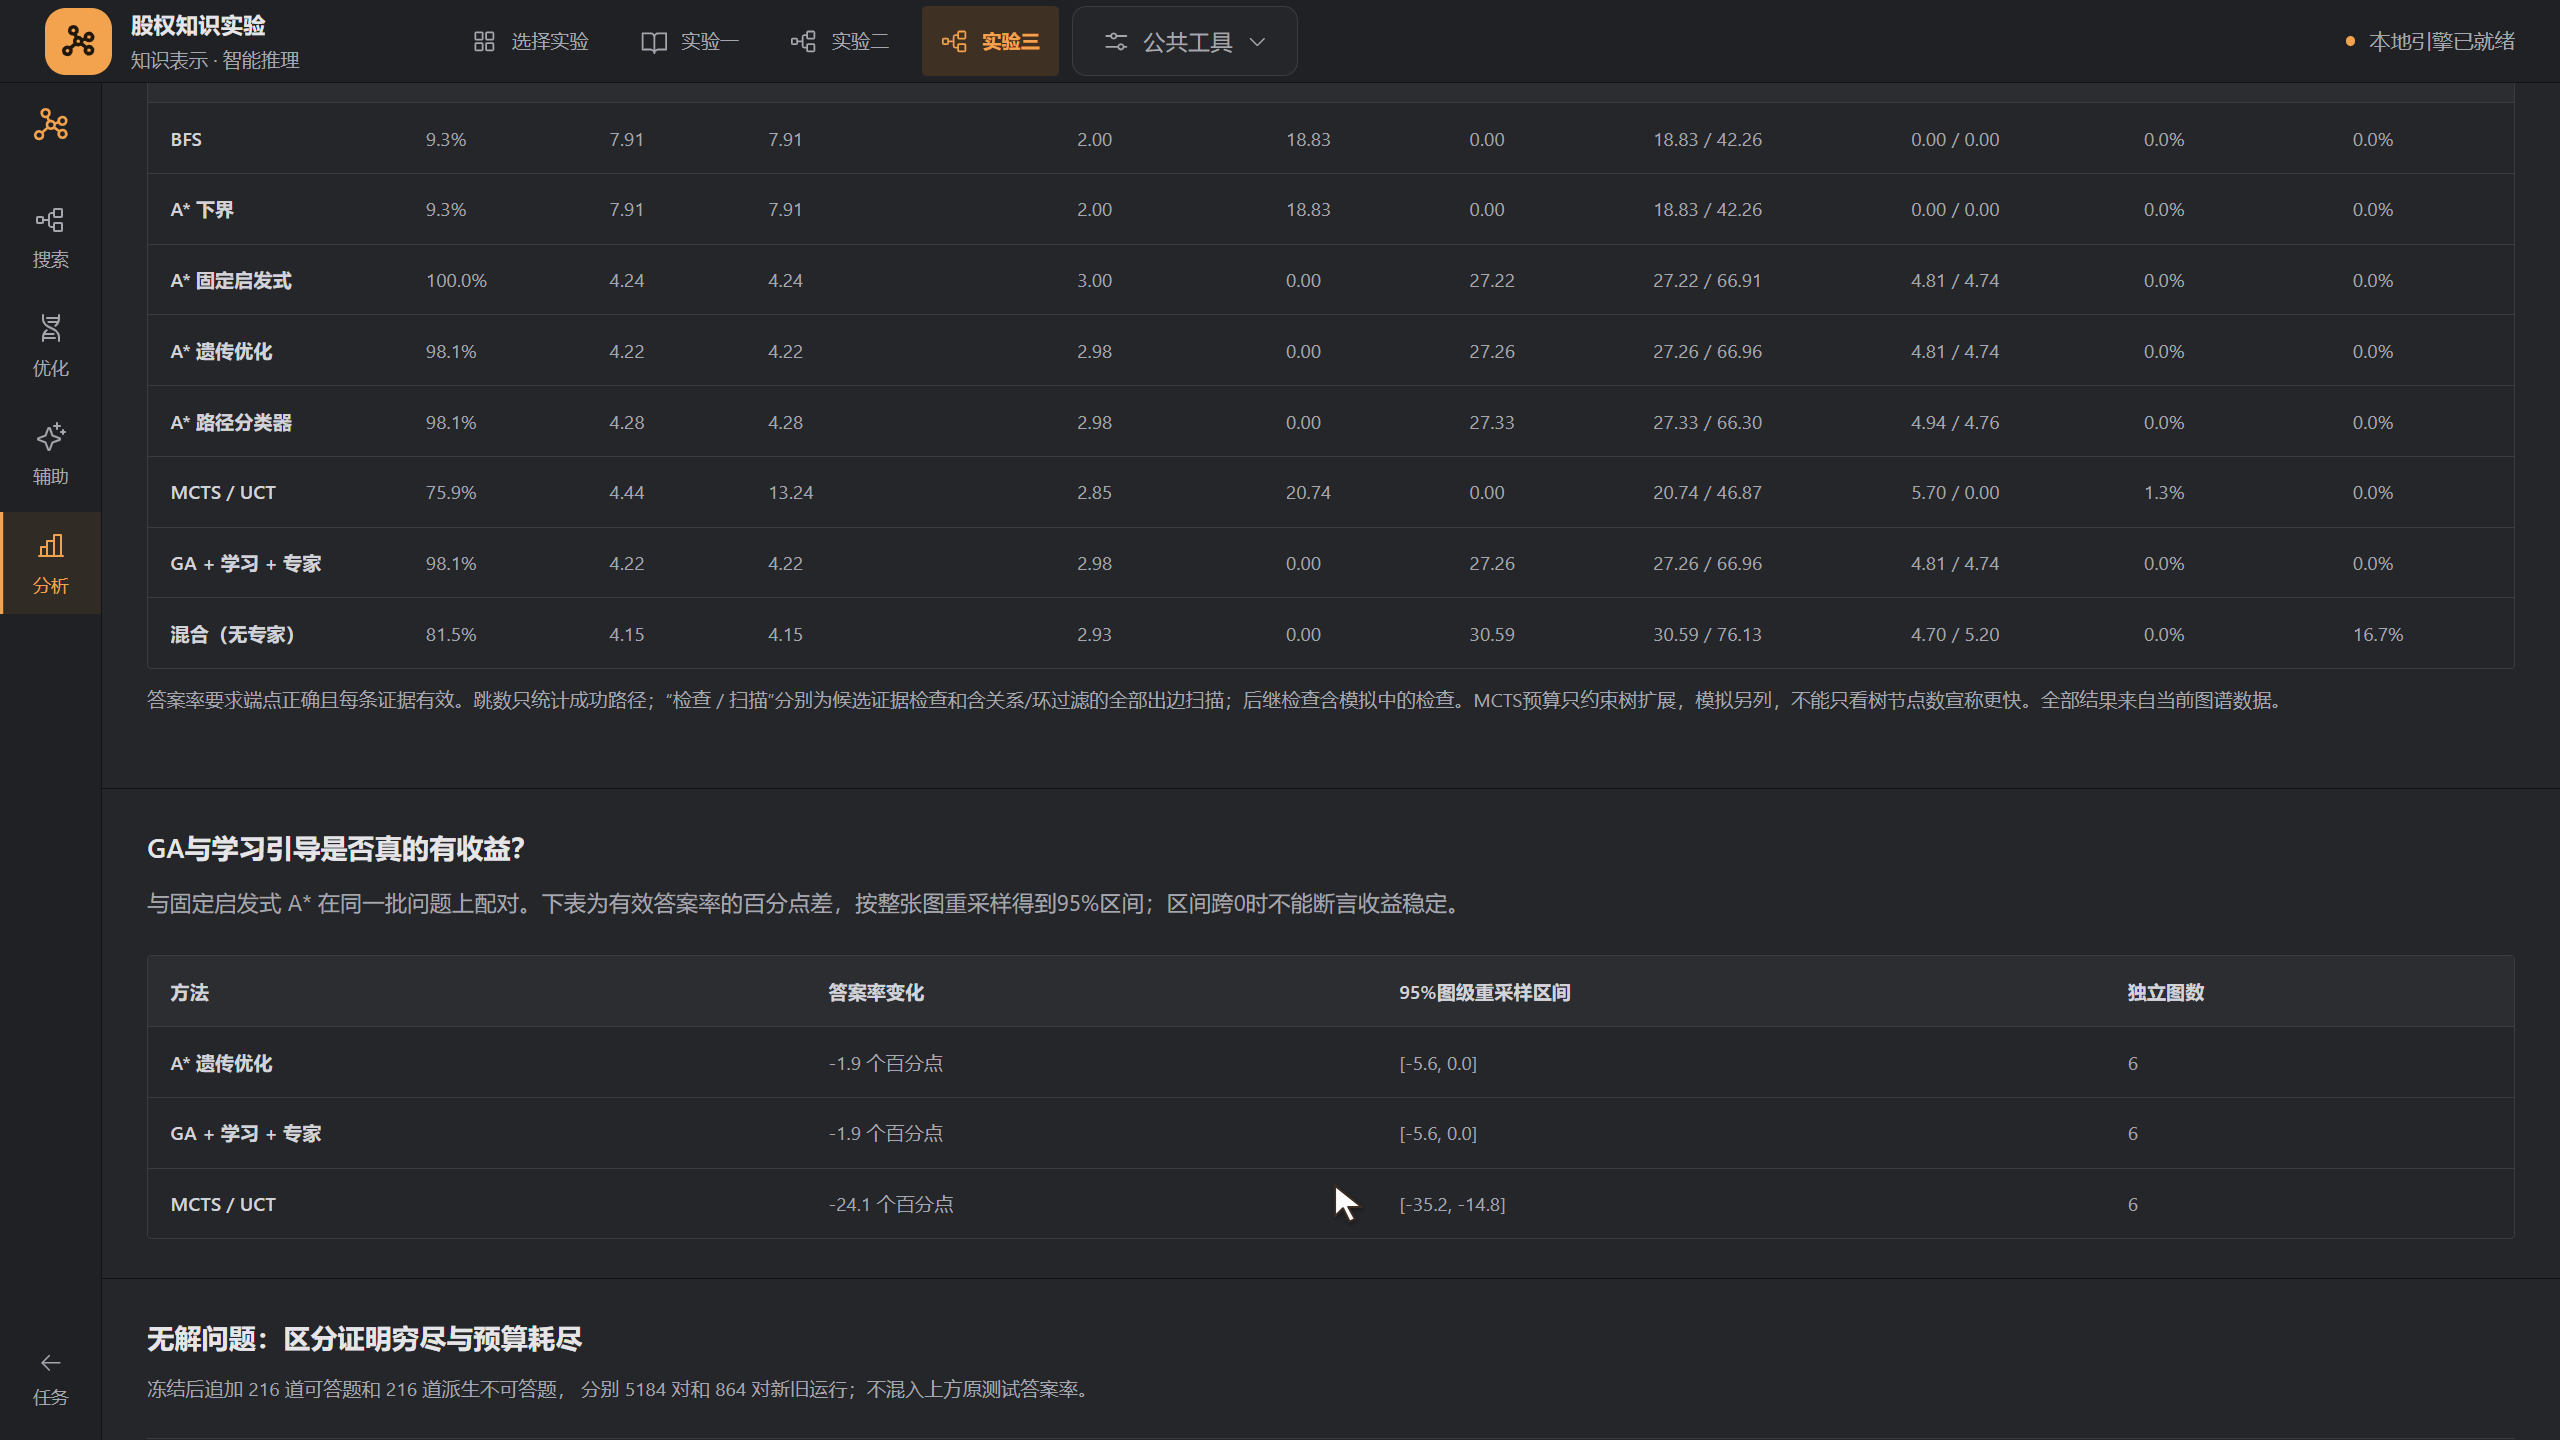 股权知识实验
知识表示 · 智能推理
选择实验
实验一
实验二
实验三
公共工具
本地引擎已就绪
搜索
优化
辅助
分析
任务
BFS 9.3% 7.91 7.91 2.00 18.83 0.00 18.83 / 42.26 0.00 / 0.00 0.0% 0.0%
A* 下界 9.3% 7.91 7.91 2.00 18.83 0.00 18.83 / 42.26 0.00 / 0.00 0.0% 0.0%
A* 固定启发式 100.0% 4.24 4.24 3.00 0.00 27.22 27.22 / 66.91 4.81 / 4.74 0.0% 0.0%
A* 遗传优化 98.1% 4.22 4.22 2.98 0.00 27.26 27.26 / 66.96 4.81 / 4.74 0.0% 0.0%
A* 路径分类器 98.1% 4.28 4.28 2.98 0.00 27.33 27.33 / 66.30 4.94 / 4.76 0.0% 0.0%
MCTS / UCT 75.9% 4.44 13.24 2.85 20.74 0.00 20.74 / 46.87 5.70 / 0.00 1.3% 0.0%
GA + 学习 + 专家 98.1% 4.22 4.22 2.98 0.00 27.26 27.26 / 66.96 4.81 / 4.74 0.0% 0.0%
混合（无专家） 81.5% 4.15 4.15 2.93 0.00 30.59 30.59 / 76.13 4.70 / 5.20 0.0% 16.7%
答案率要求端点正确且每条证据有效。跳数只统计成功路径；“检查 / 扫描”分别为候选证据检查和含关系/环过滤的全部出边扫描；后继检查含模拟中的检查。MCTS预算只约束树扩展，模拟另列，不能只看树节点数宣称更快。全部结果来自当前图谱数据。
GA与学习引导是否真的有收益？
与固定启发式 A* 在同一批问题上配对。下表为有效答案率的百分点差，按整张图重采样得到95%区间；区间跨0时不能断言收益稳定。
方法 答案率变化 95%图级重采样区间 独立图数
A* 遗传优化 -1.9 个百分点 [-5.6, 0.0] 6
GA + 学习 + 专家 -1.9 个百分点 [-5.6, 0.0] 6
MCTS / UCT -24.1 个百分点 [-35.2, -14.8] 6
无解问题：区分证明穷尽与预算耗尽
冻结后追加 216 道可答题和 216 道派生不可答题， 分别 5184 对和 864 对新旧运行；不混入上方原测试答案率。